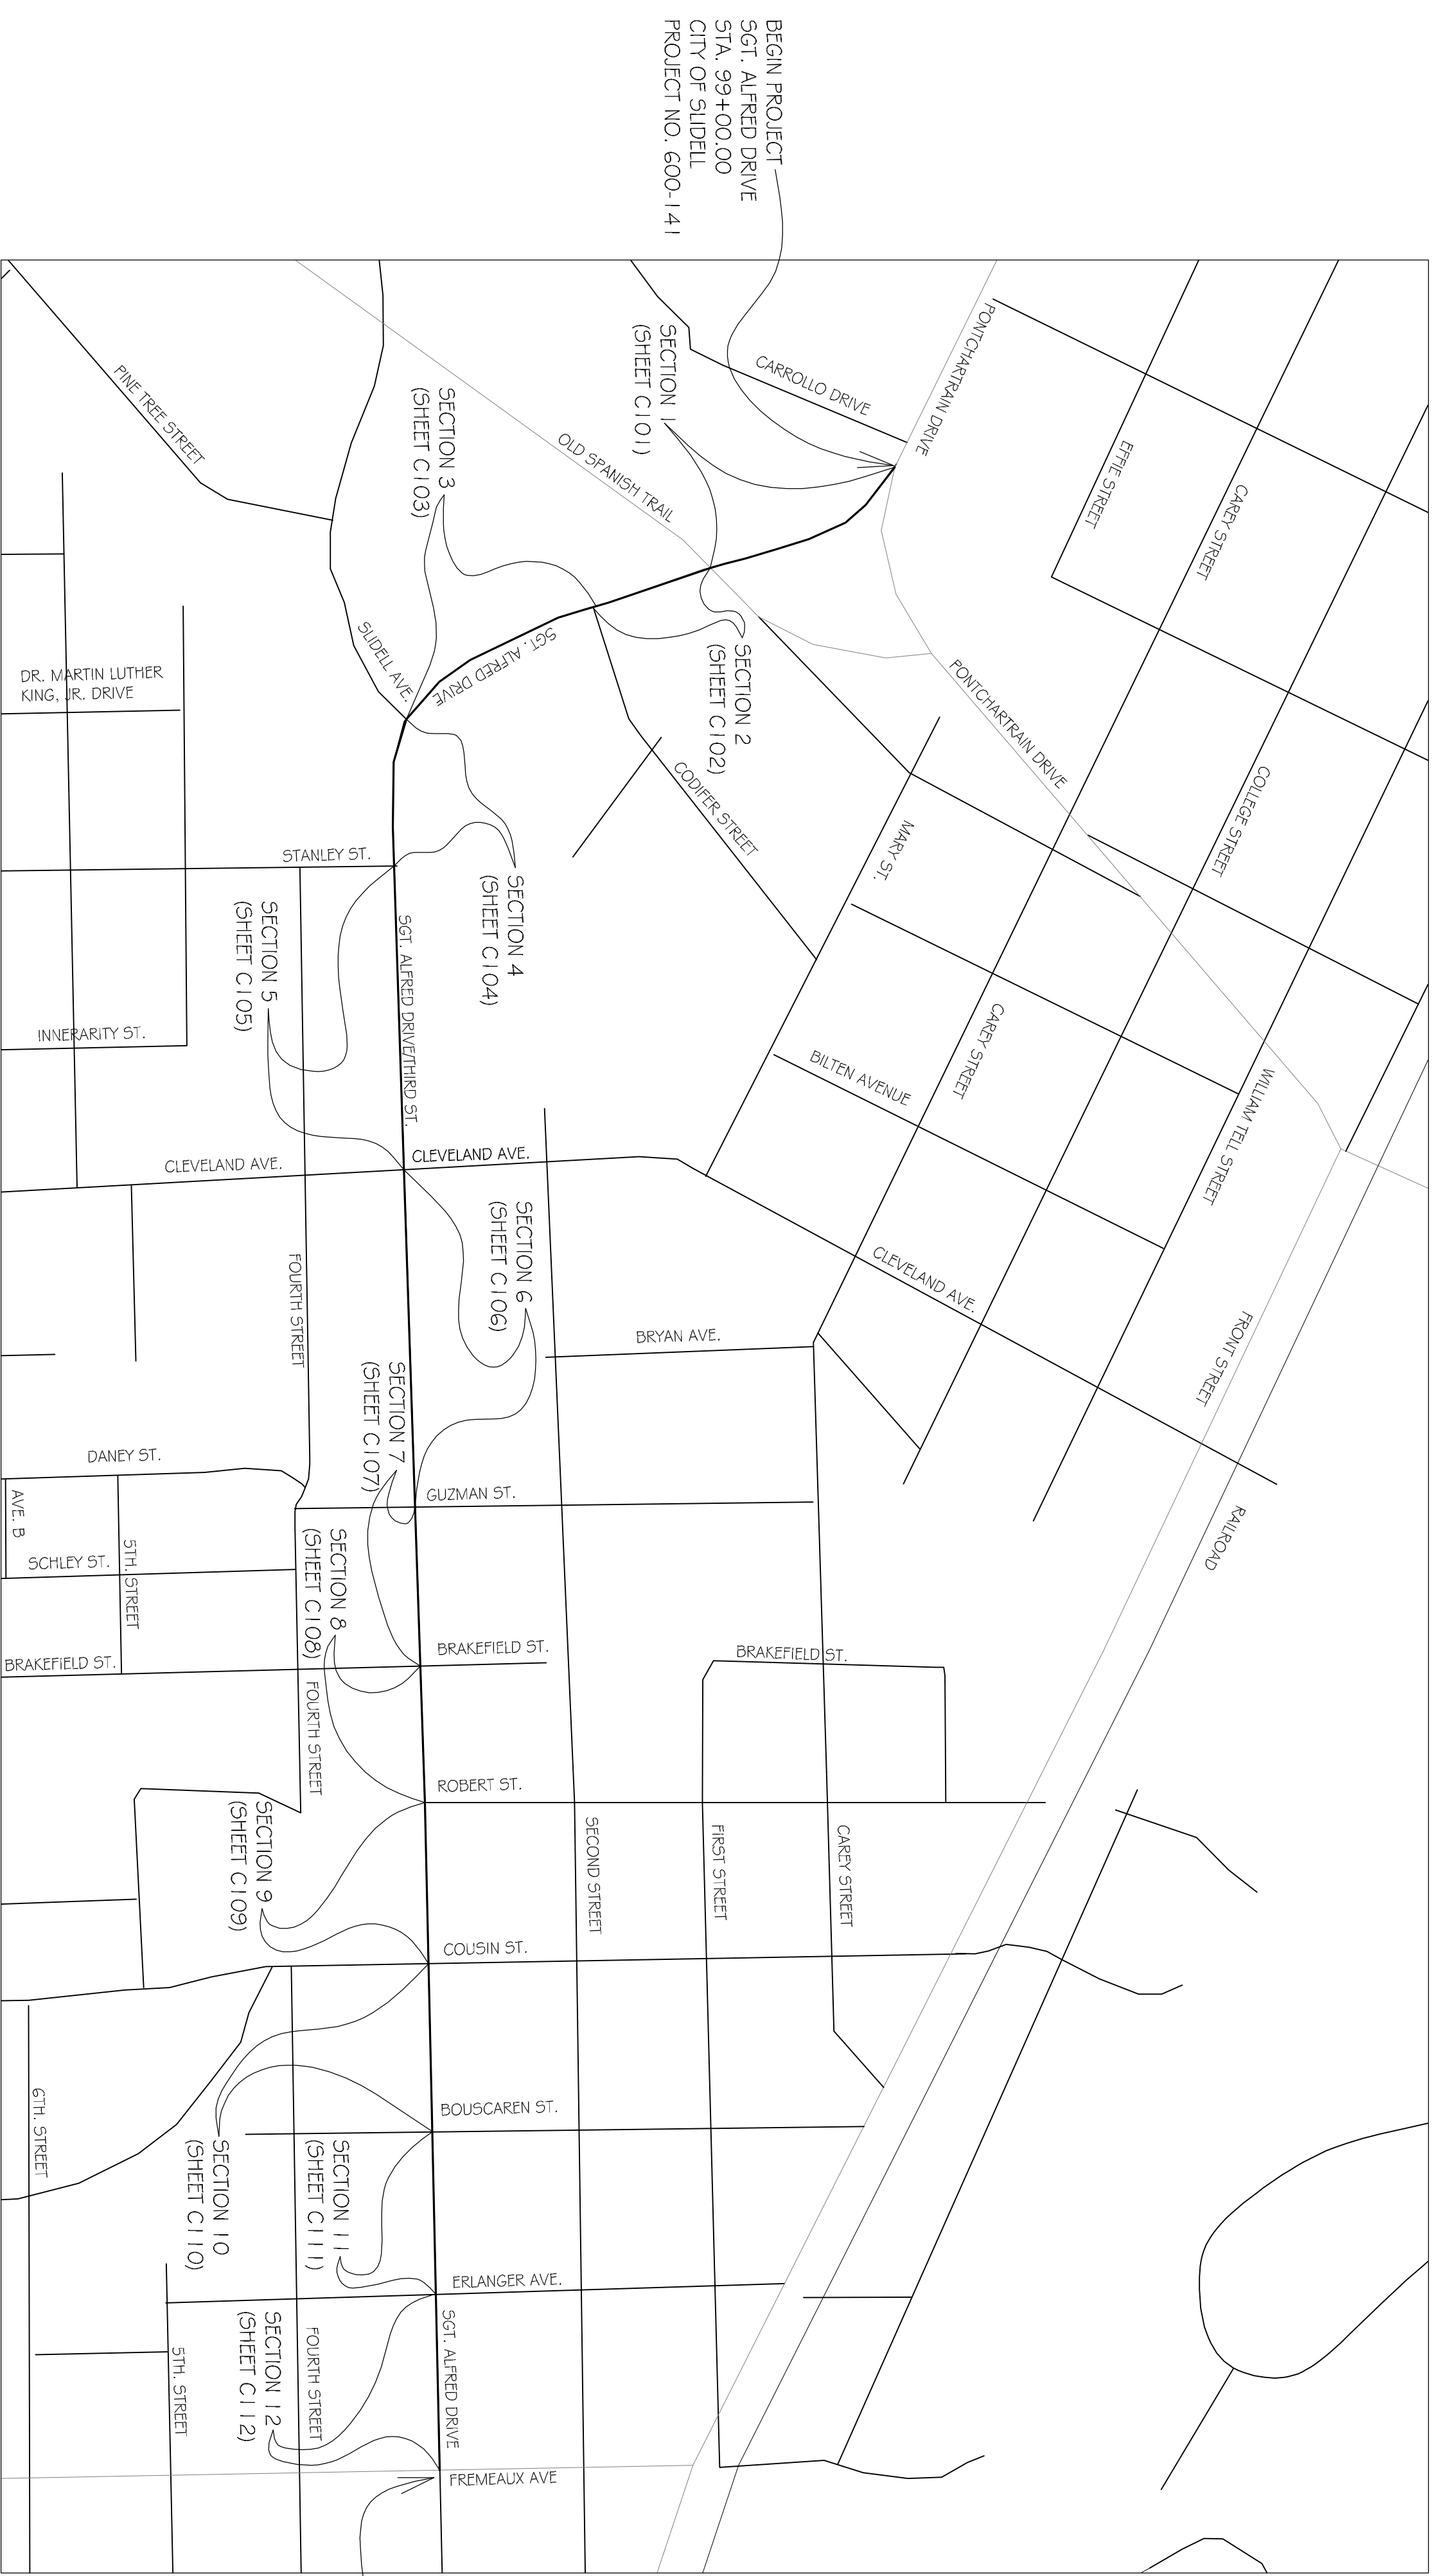 BEGIN PROJECT
SGT. ALFRED DRIVE
STA. 99+00.00
CITY OF SLIDELL
PROJECT NO. 600-141
PONTCHARTRAIN DRIVE
CARROLLO DRIVE
SECTION 1
(SHEET C101)
EFFIE STREET
CAREY STREET
PINE TREE STREET
SECTION 3
(SHEET C103)
OLD SPANISH TRAIL
SLIDELL AVE.
SGT. ALFRED DRIVE
SECTION 2
(SHEET C102)
PONTCHARTRAIN DRIVE
DR. MARTIN LUTHER
KING, JR. DRIVE
CODIFER STREET
MARY ST.
COLLEGE STREET
STANLEY ST.
SECTION 4
(SHEET C104)
SECTION 5
(SHEET C105)
SGT. ALFRED DRIVE/THIRD ST.
INNERARITY ST.
CAREY STREET
BILTEN AVENUE
WILLIAM TELL STREET
CLEVELAND AVE.
CLEVELAND AVE.
SECTION 6
(SHEET C106)
CLEVELAND AVE.
FOURTH STREET
BRYAN AVE.
FRONT STREET
SECTION 7
(SHEET C107)
DANEY ST.
AVE. B
GUZMAN ST.
RAILROAD
SCHLEY ST.
5TH. STREET
SECTION 8
(SHEET C108)
BRAKEFIELD ST.
BRAKEFIELD ST.
BRAKEFIELD ST.
FOURTH STREET
ROBERT ST.
SECTION 9
(SHEET C109)
SECOND STREET
FIRST STREET
CAREY STREET
COUSIN ST.
6TH. STREET
BOUSCAREN ST.
SECTION 10
(SHEET C110)
SECTION 11
(SHEET C111)
ERLANGER AVE.
SECTION 12
(SHEET C112)
SGT. ALFRED DRIVE
FOURTH STREET
5TH. STREET
FREMEAUX AVE